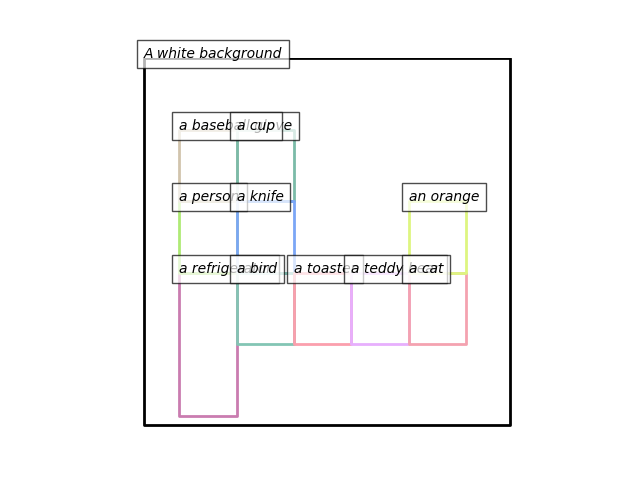 A white background
a baseball glove
a cup
a person
a knife
an orange
a refrigerator
a bird
a toaster
a teddy bear
a cat